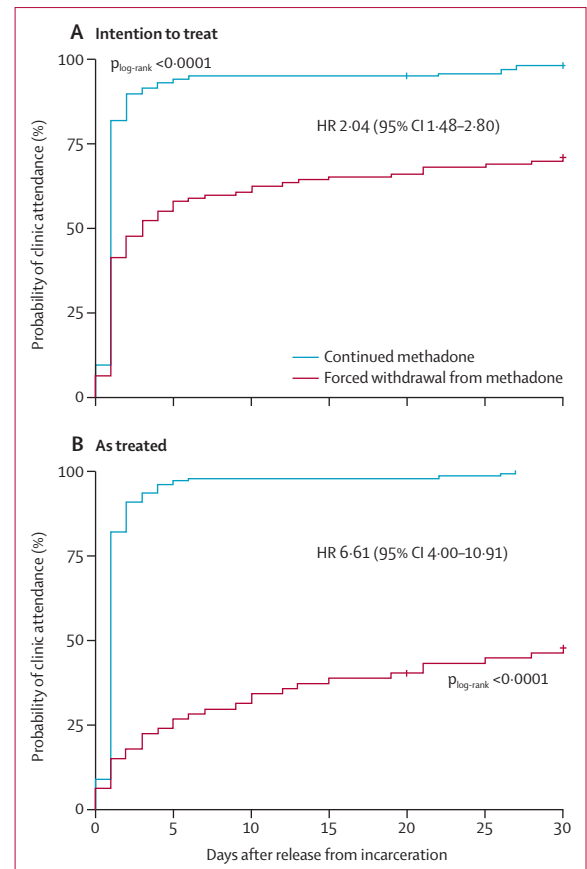 A Intention to treat
100
75
50
25
0
Probability of clinic attendance (%)
plog-rank <0·0001
HR 2·04 (95% CI 1·48–2·80)
Continued methadone
Forced withdrawal from methadone
B As treated
100
75
50
25
0
Probability of clinic attendance (%)
HR 6·61 (95% CI 4·00–10·91)
plog-rank <0·0001
0 5 10 15 20 25 30
Days after release from incarceration